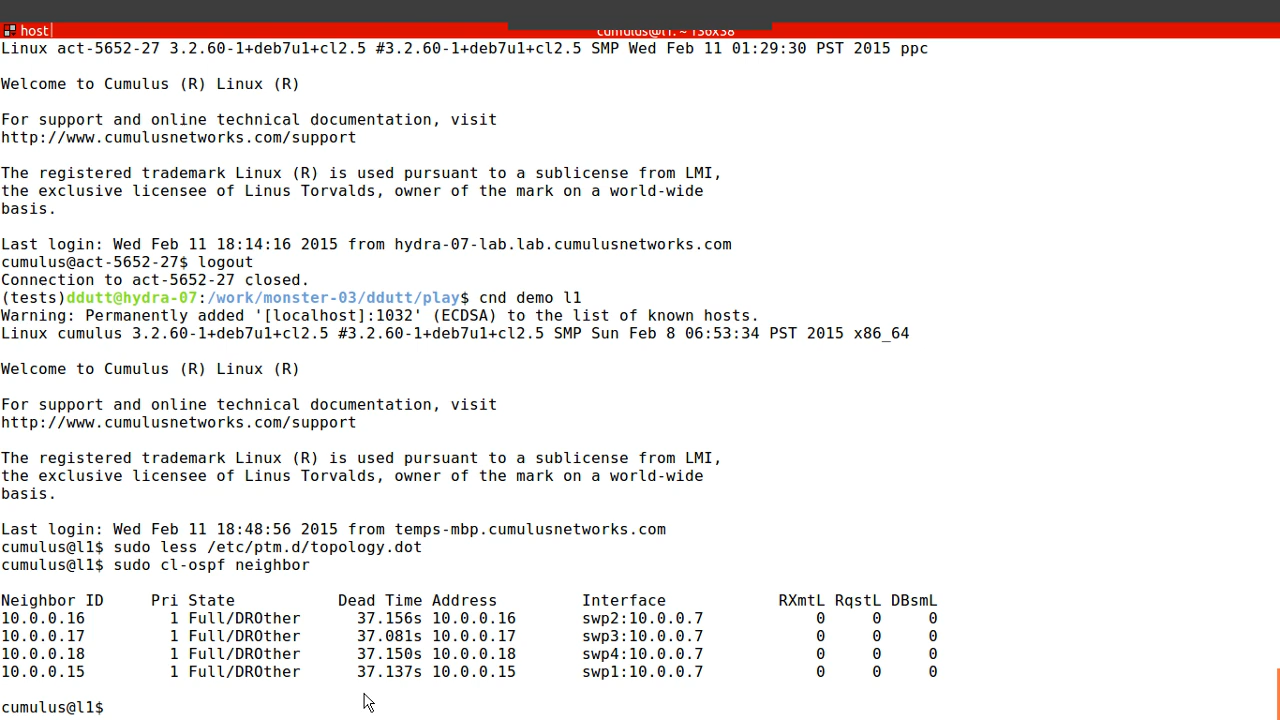 host
cumulus@l1: ~ 136x38
Linux act-5652-27 3.2.60-1+deb7u1+cl2.5 #3.2.60-1+deb7u1+cl2.5 SMP Wed Feb 11 01:29:30 PST 2015 ppc
Welcome to Cumulus (R) Linux (R)
For support and online technical documentation, visit
http://www.cumulusnetworks.com/support
The registered trademark Linux (R) is used pursuant to a sublicense from LMI,
the exclusive licensee of Linus Torvalds, owner of the mark on a world-wide
basis.
Last login: Wed Feb 11 18:14:16 2015 from hydra-07-lab.lab.cumulusnetworks.com
cumulus@act-5652-27$ logout
Connection to act-5652-27 closed.
(tests)ddutt@hydra-07:/work/monster-03/ddutt/play$ cnd demo l1
Warning: Permanently added '[localhost]:1032' (ECDSA) to the list of known hosts.
Linux cumulus 3.2.60-1+deb7u1+cl2.5 #3.2.60-1+deb7u1+cl2.5 SMP Sun Feb 8 06:53:34 PST 2015 x86_64
Welcome to Cumulus (R) Linux (R)
For support and online technical documentation, visit
http://www.cumulusnetworks.com/support
The registered trademark Linux (R) is used pursuant to a sublicense from LMI,
the exclusive licensee of Linus Torvalds, owner of the mark on a world-wide
basis.
Last login: Wed Feb 11 18:48:56 2015 from temps-mbp.cumulusnetworks.com
cumulus@l1$ sudo less /etc/ptm.d/topology.dot
cumulus@l1$ sudo cl-ospf neighbor
Neighbor ID Pri State Dead Time Address Interface RXmtL RqstL DBsmL
10.0.0.16 1 Full/DROther 37.156s 10.0.0.16 swp2:10.0.0.7 0 0 0
10.0.0.17 1 Full/DROther 37.081s 10.0.0.17 swp3:10.0.0.7 0 0 0
10.0.0.18 1 Full/DROther 37.150s 10.0.0.18 swp4:10.0.0.7 0 0 0
10.0.0.15 1 Full/DROther 37.137s 10.0.0.15 swp1:10.0.0.7 0 0 0
cumulus@l1$